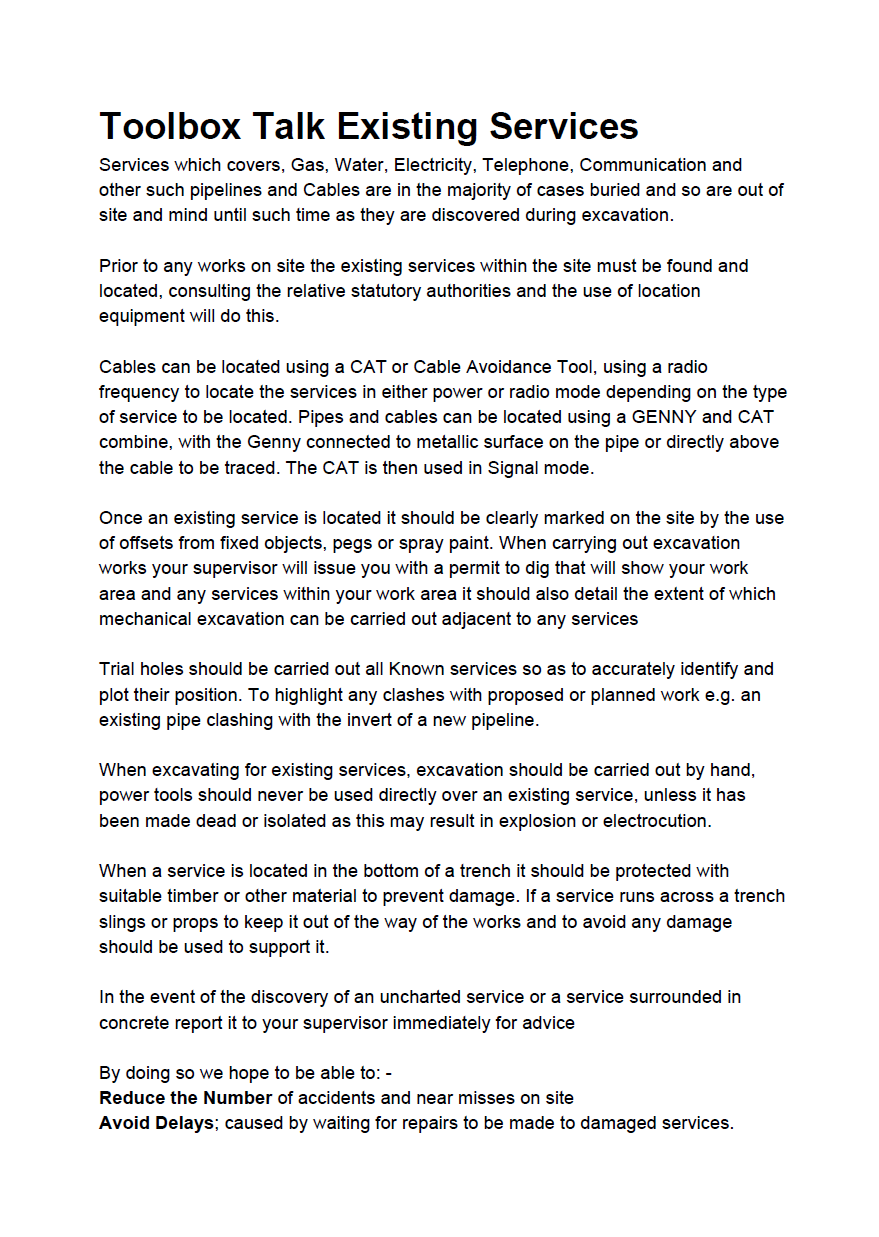 Toolbox Talk Existing Services
Services which covers, Gas, Water, Electricity, Telephone, Communication and
other such pipelines and Cables are in the majority of cases buried and so are out of
site and mind until such time as they are discovered during excavation.
Prior to any works on site the existing services within the site must be found and
located, consulting the relative statutory authorities and the use of location
equipment will do this.
Cables can be located using a CAT or Cable Avoidance Tool, using a radio
frequency to locate the services in either power or radio mode depending on the type
of service to be located. Pipes and cables can be located using a GENNY and CAT
combine, with the Genny connected to metallic surface on the pipe or directly above
the cable to be traced. The CAT is then used in Signal mode.
Once an existing service is located it should be clearly marked on the site by the use
of offsets from fixed objects, pegs or spray paint. When carrying out excavation
works your supervisor will issue you with a permit to dig that will show your work
area and any services within your work area it should also detail the extent of which
mechanical excavation can be carried out adjacent to any services
Trial holes should be carried out all Known services so as to accurately identify and
plot their position. To highlight any clashes with proposed or planned work e.g. an
existing pipe clashing with the invert of a new pipeline.
When excavating for existing services, excavation should be carried out by hand,
power tools should never be used directly over an existing service, unless it has
been made dead or isolated as this may result in explosion or electrocution.
When a service is located in the bottom of a trench it should be protected with
suitable timber or other material to prevent damage. If a service runs across a trench
slings or props to keep it out of the way of the works and to avoid any damage
should be used to support it.
In the event of the discovery of an uncharted service or a service surrounded in
concrete report it to your supervisor immediately for advice
By doing so we hope to be able to: -
Reduce the Number of accidents and near misses on site
Avoid Delays; caused by waiting for repairs to be made to damaged services.